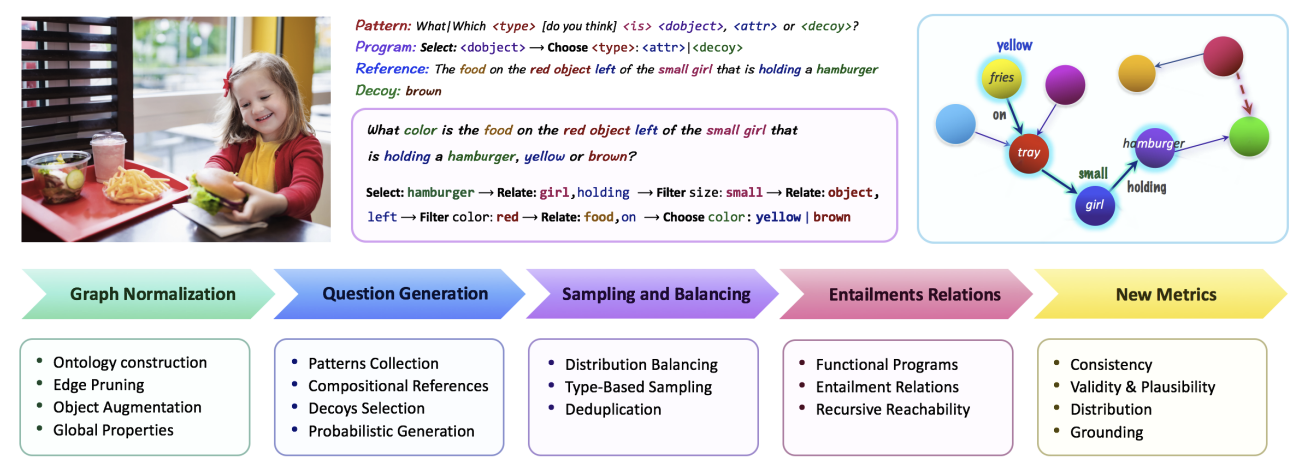 Pattern: What|Which <type> [do you think] <is> <dobject>, <attr> or <decoy>?
Program: Select: <dobject> → Choose <type>: <attr>|<decoy>
Reference: The food on the red object left of the small girl that is holding a hamburger
Decoy: brown
What color is the food on the red object left of the small girl that
is holding a hamburger, yellow or brown?
Select: hamburger → Relate: girl,holding → Filter size: small → Relate: object,
left → Filter color: red → Relate: food,on → Choose color: yellow | brown
yellow
fries
on
tray
hamburger
small
holding
girl
Graph Normalization
Ontology construction
Edge Pruning
Object Augmentation
Global Properties
Question Generation
Patterns Collection
Compositional References
Decoys Selection
Probabilistic Generation
Sampling and Balancing
Distribution Balancing
Type-Based Sampling
Deduplication
Entailments Relations
Functional Programs
Entailment Relations
Recursive Reachability
New Metrics
Consistency
Validity & Plausibility
Distribution
Grounding